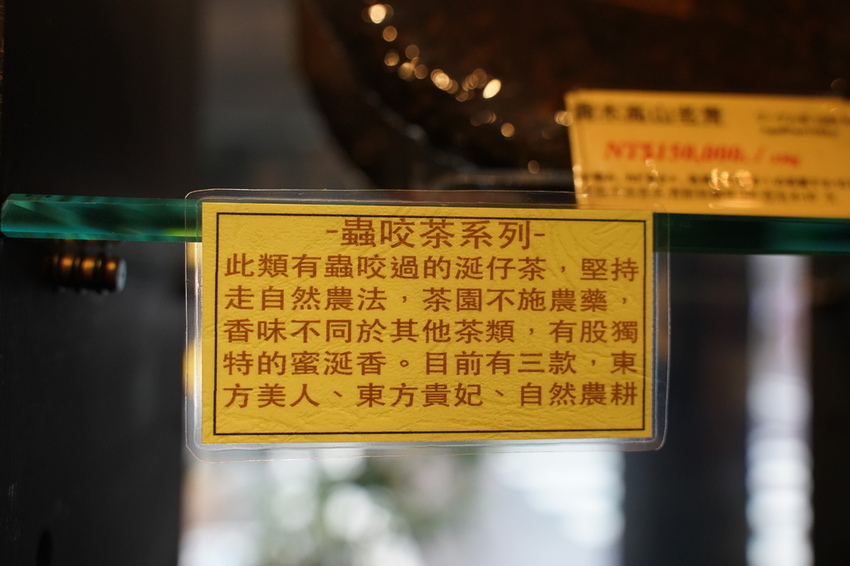 NT$150,000./
-蟲咬茶系列-
此類有蟲咬過的涎仔茶，堅持
走自然農法，茶園不施農藥，
香味不同於其他茶類，有股獨
特的蜜涎香。目前有三款，東
方美人、東方貴妃、自然農耕